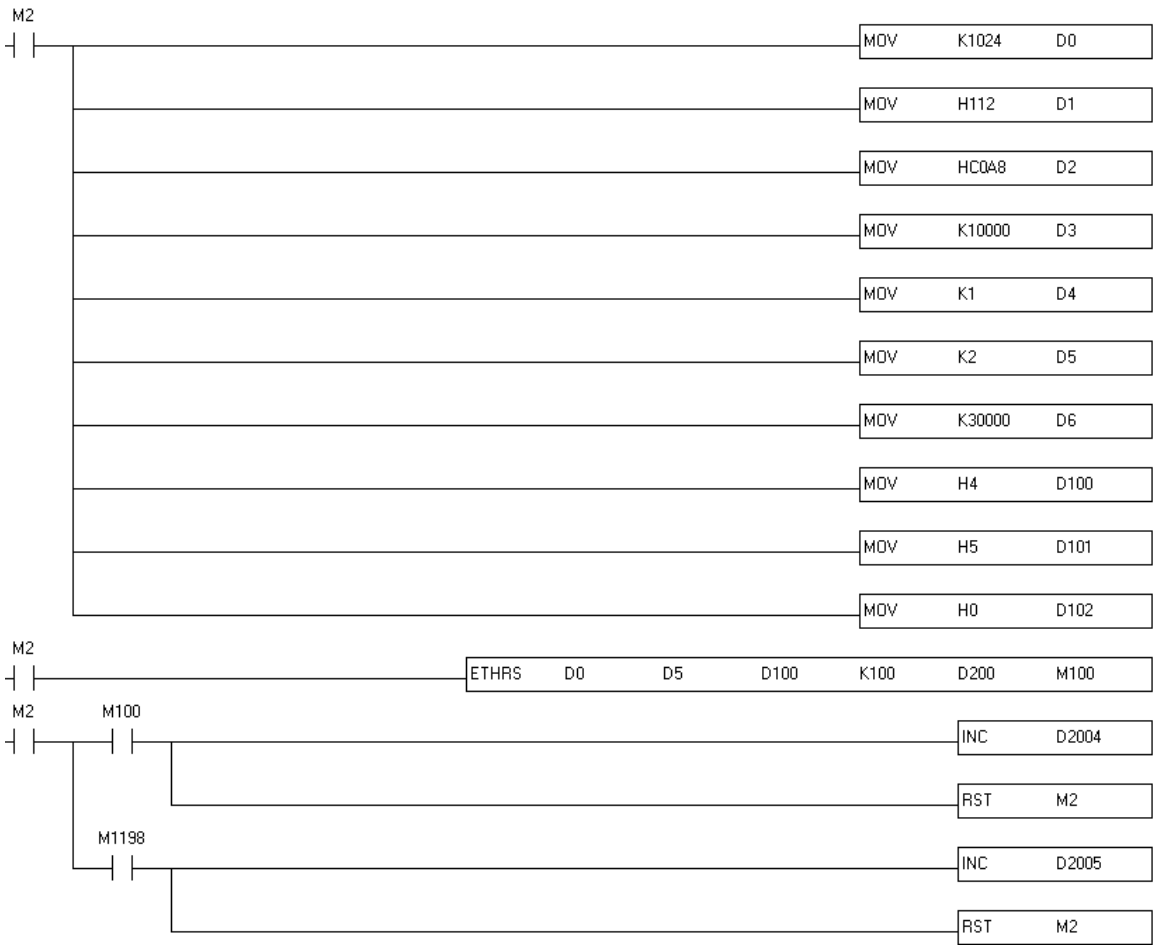 M2
MOV K1024 D0
MOV H112 D1
MOV HC0A8 D2
MOV K10000 D3
MOV K1 D4
MOV K2 D5
MOV K30000 D6
MOV H4 D100
MOV H5 D101
MOV H0 D102
M2
ETHRS D0 D5 D100 K100 D200 M100
M2 M100
INC D2004
RST M2
M1198
INC D2005
RST M2